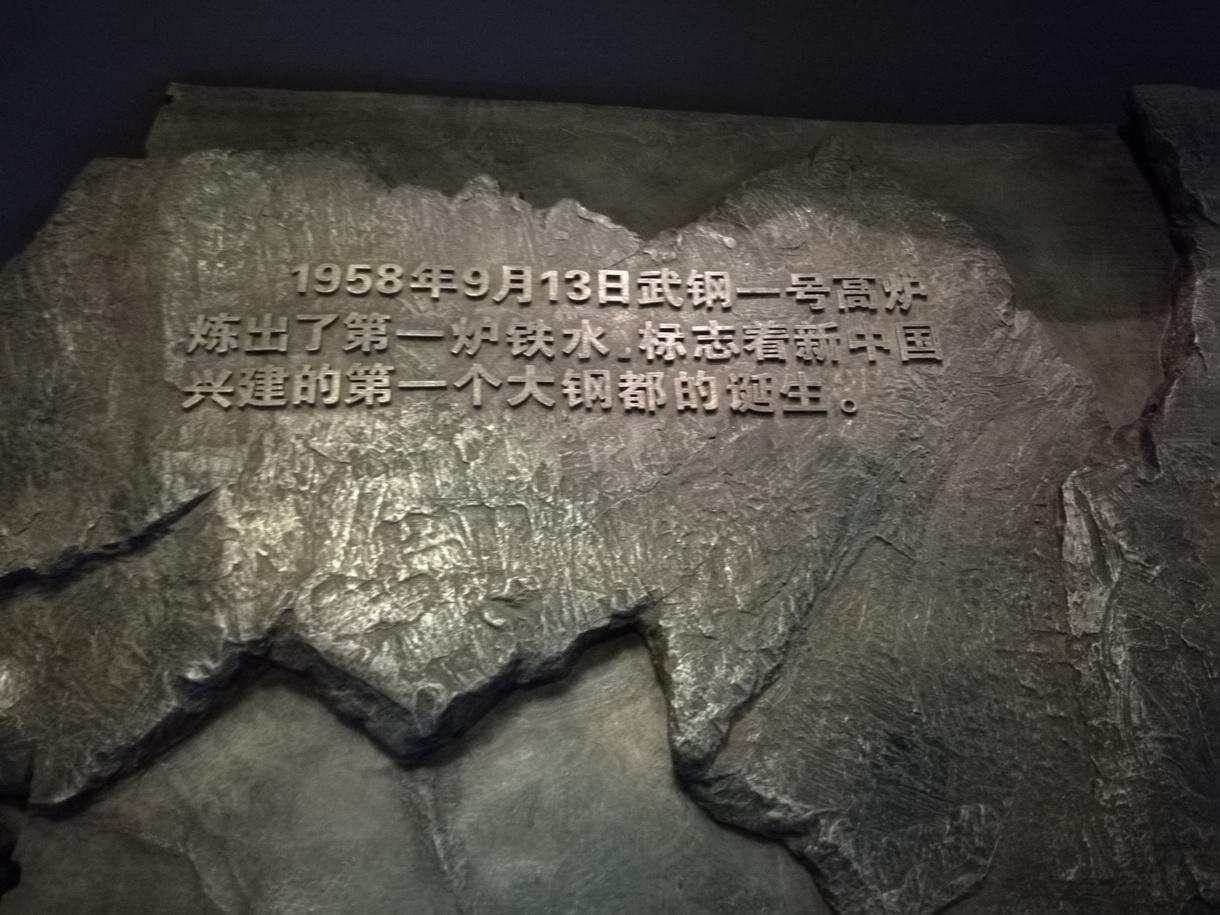 1958年9月13日武钢一号高炉
炼出了第一炉铁水,标志着新中国
兴建的第一个大钢都的诞生。